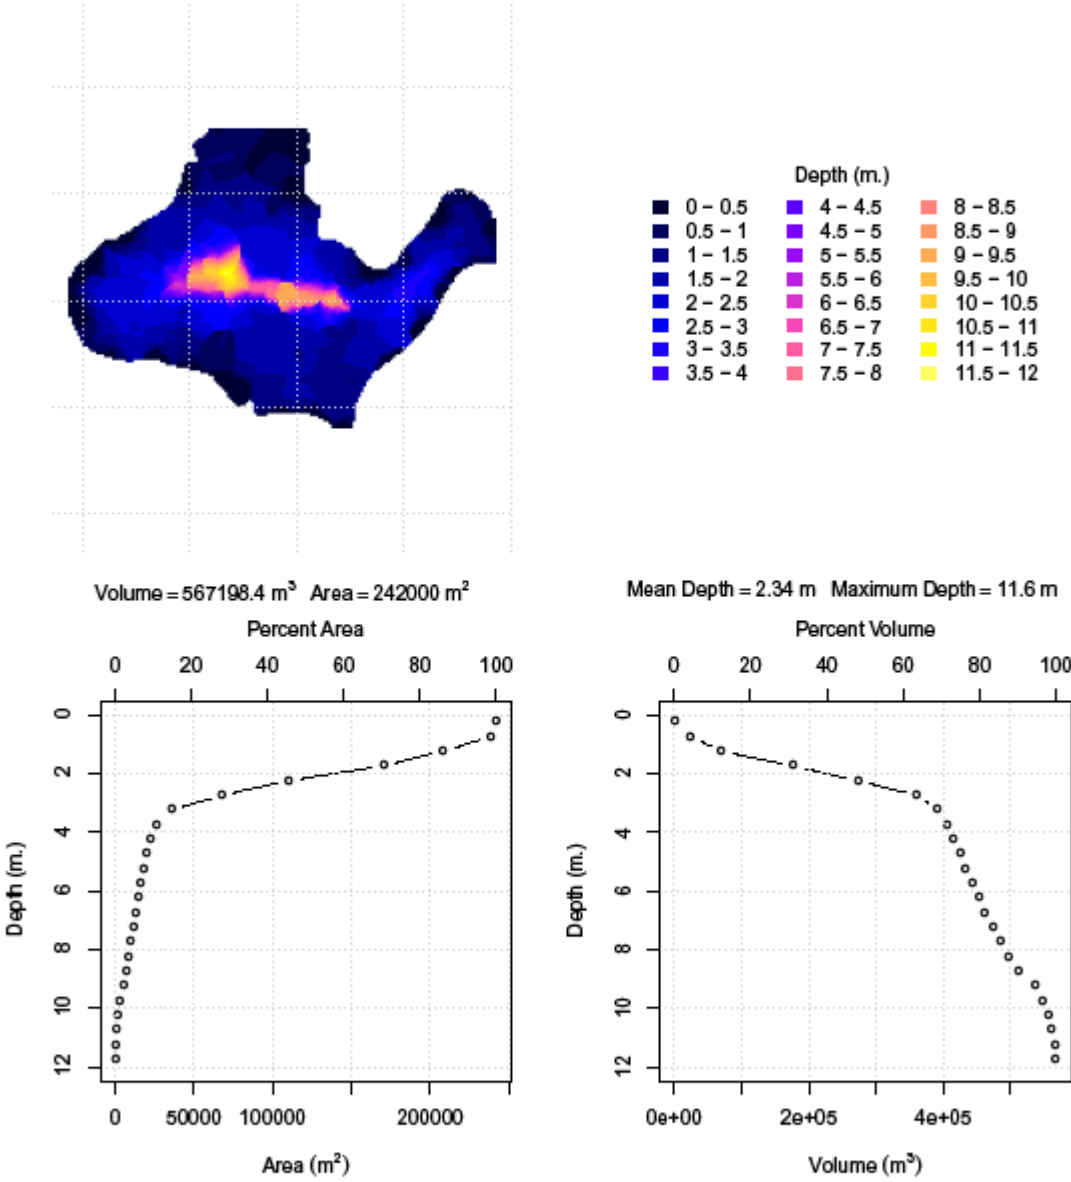 Depth (m.)
0 − 0.5 4 − 4.5 8 − 8.5
0.5 − 1 4.5 − 5 8.5 − 9
1 − 1.5 5 − 5.5 9 − 9.5
1.5 − 2 5.5 − 6 9.5 − 10
2 − 2.5 6 − 6.5 10 − 10.5
2.5 − 3 6.5 − 7 10.5 − 11
3 − 3.5 7 − 7.5 11 − 11.5
3.5 − 4 7.5 − 8 11.5 − 12
Volume = 567198.4 m³ Area = 242000 m²
Percent Area
0 20 40 60 80 100
0
2
4
6
8
10
12
Depth (m.)
0 50000 100000 200000
Area (m²)
Mean Depth = 2.34 m Maximum Depth = 11.6 m
Percent Volume
0 20 40 60 80 100
0
2
4
6
8
10
12
Depth (m.)
0e+00 2e+05 4e+05
Volume (m³)